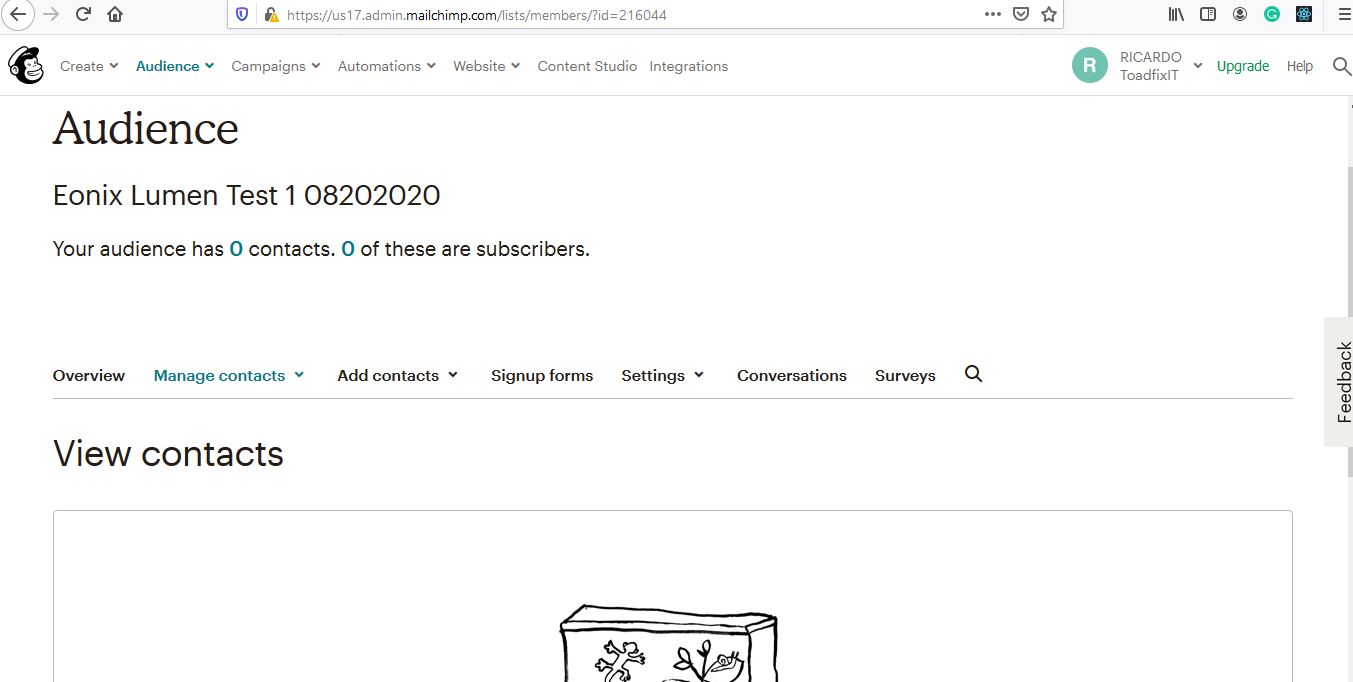 https://us17.admin.mailchimp.com/lists/members/?id=216044
Create Audience Campaigns Automations Website Content Studio Integrations
R RICARDO Upgrade Help
ToadfixIT
Audience
Eonix Lumen Test 1 08202020
Your audience has 0 contacts. 0 of these are subscribers.
Feedback
Overview Manage contacts Add contacts Signup forms Settings Conversations Surveys
View contacts